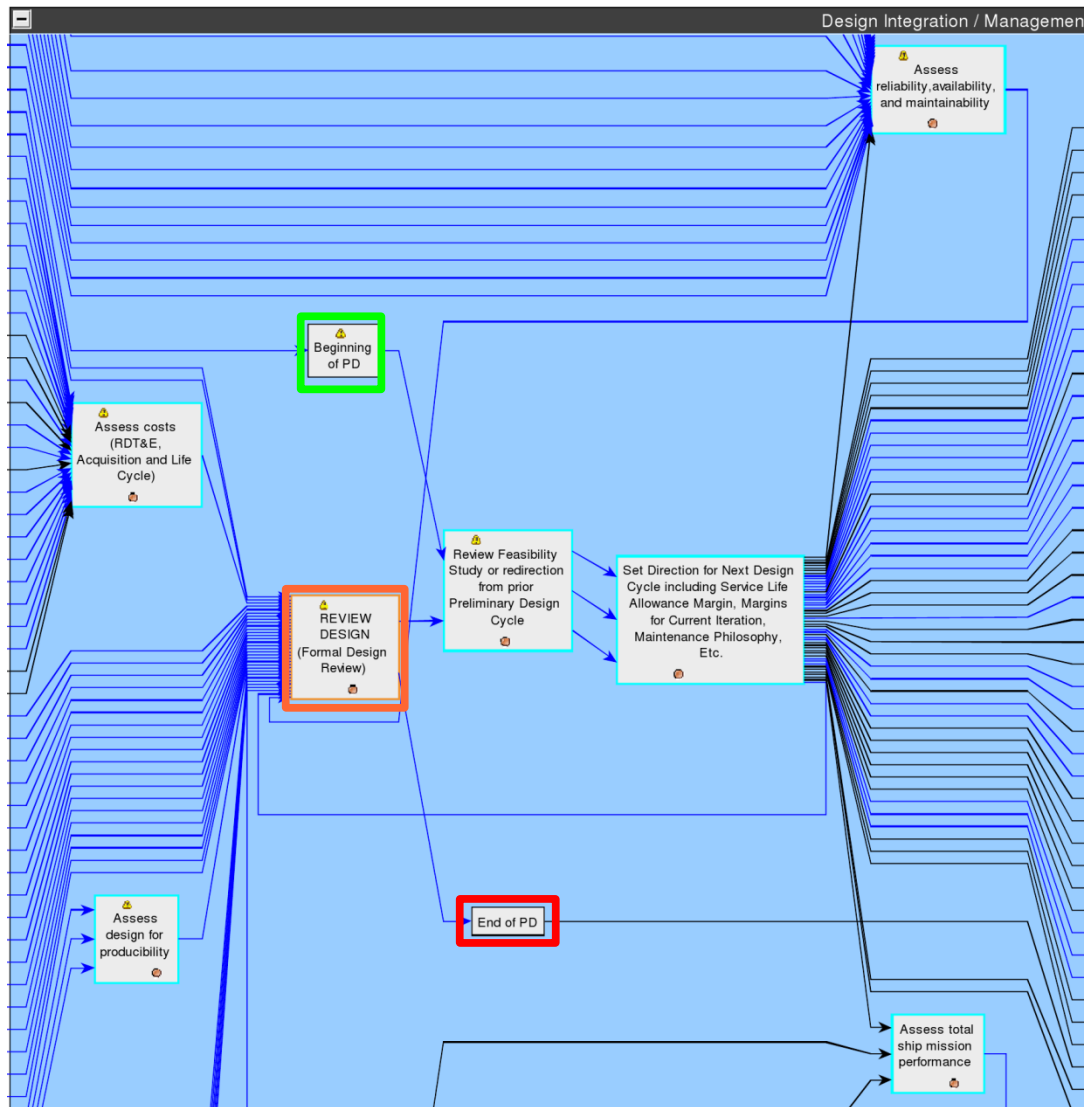 Design Integration / Managemen
Assess
reliability,availability,
and maintainability
Beginning
of PD
Assess costs
(RDT&E,
Acquisition and Life
Cycle)
Review Feasibility
Study or redirection
from prior
Preliminary Design
Cycle
Set Direction for Next Design
Cycle including Service Life
Allowance Margin, Margins
for Current Iteration,
Maintenance Philosophy,
Etc.
REVIEW
DESIGN
(Formal Design
Review)
Assess
design for
producibility
End of PD
Assess total
ship mission
performance